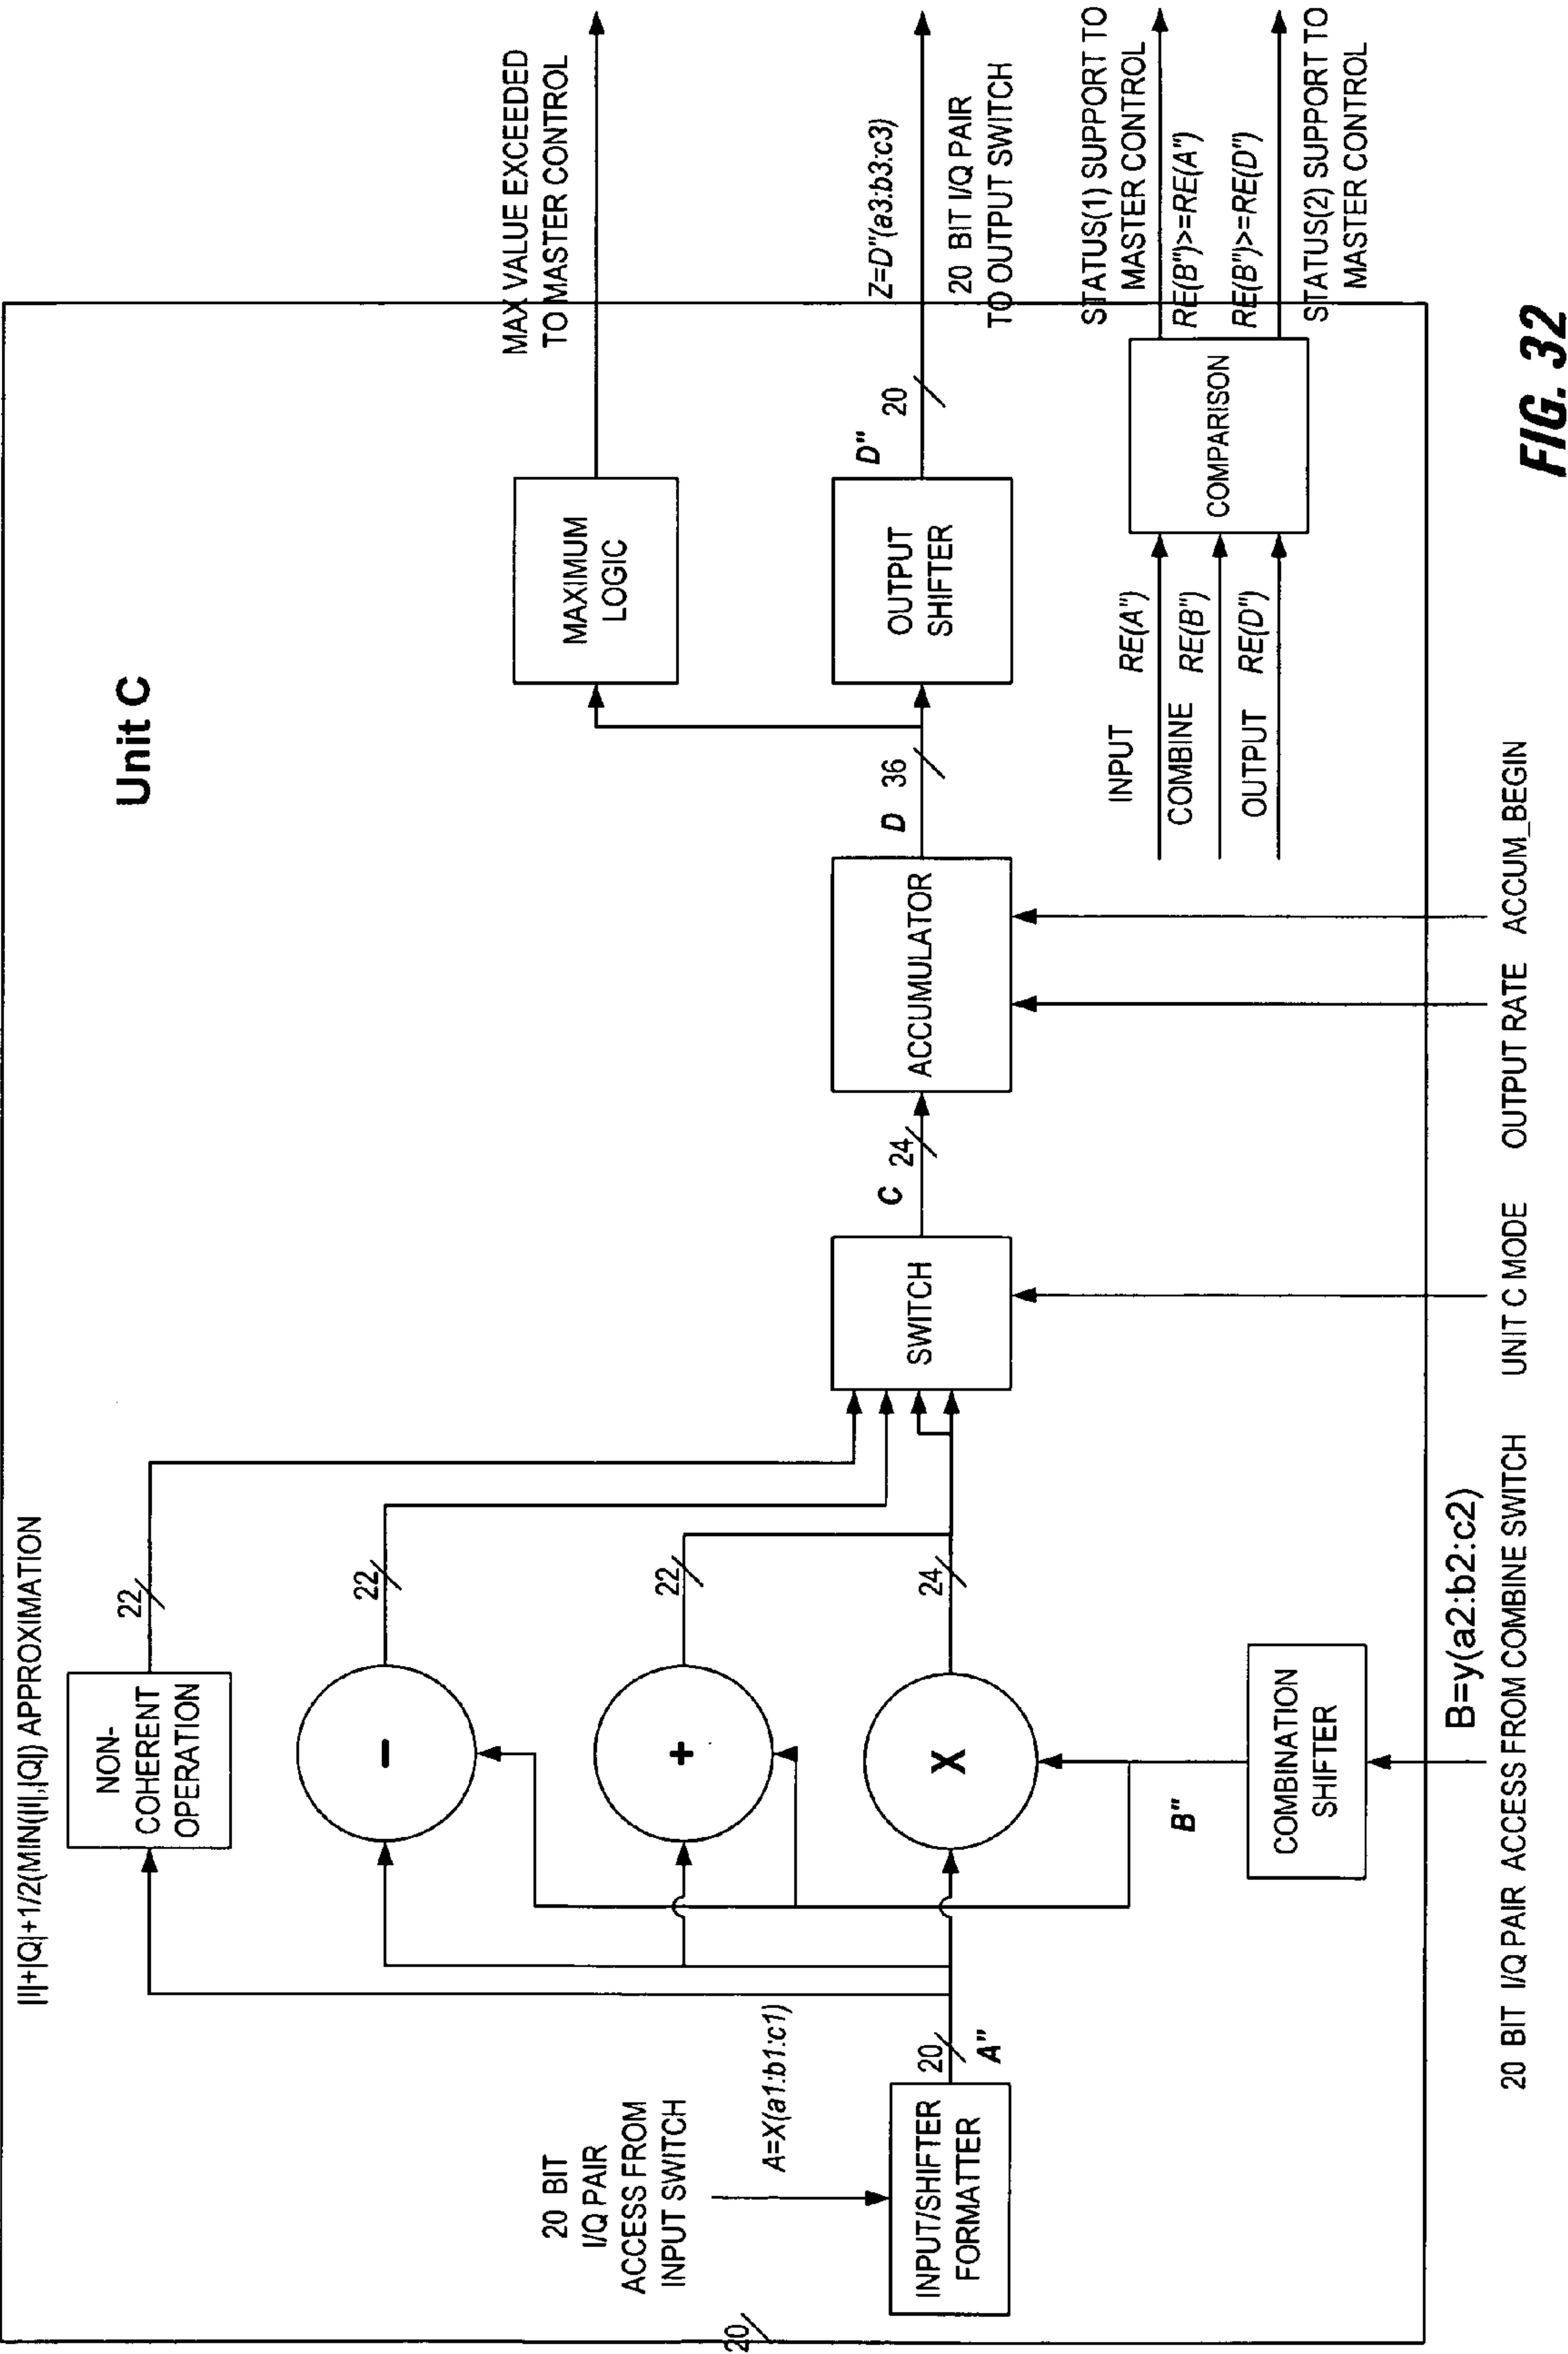 Unit C
|I|+|Q|+1/2(MIN(|I|,|Q|) APPROXIMATION
NON-
COHERENT
OPERATION
22
−
22
+
22
X
24
20 BIT
I/Q PAIR
ACCESS FROM
INPUT SWITCH
A=X(a1:b1:c1)
20
INPUT/SHIFTER
FORMATTER
20
A"
B"
COMBINATION
SHIFTER
B=y(a2:b2:c2)
20 BIT I/Q PAIR ACCESS FROM COMBINE SWITCH
SWITCH
UNIT C MODE
C
24
ACCUMULATOR
OUTPUT RATE
ACCUM_BEGIN
D
36
MAXIMUM
LOGIC
MAX VALUE EXCEEDED
TO MASTER CONTROL
OUTPUT
SHIFTER
D"
20
Z=D"(a3:b3:c3)
20 BIT I/Q PAIR
TO OUTPUT SWITCH
INPUT RE(A")
COMBINE RE(B")
OUTPUT RE(D")
COMPARISON
STATUS(1) SUPPORT TO
MASTER CONTROL
RE(B")>=RE(A")
RE(B")>=RE(D")
STATUS(2) SUPPORT TO
MASTER CONTROL
FIG. 32